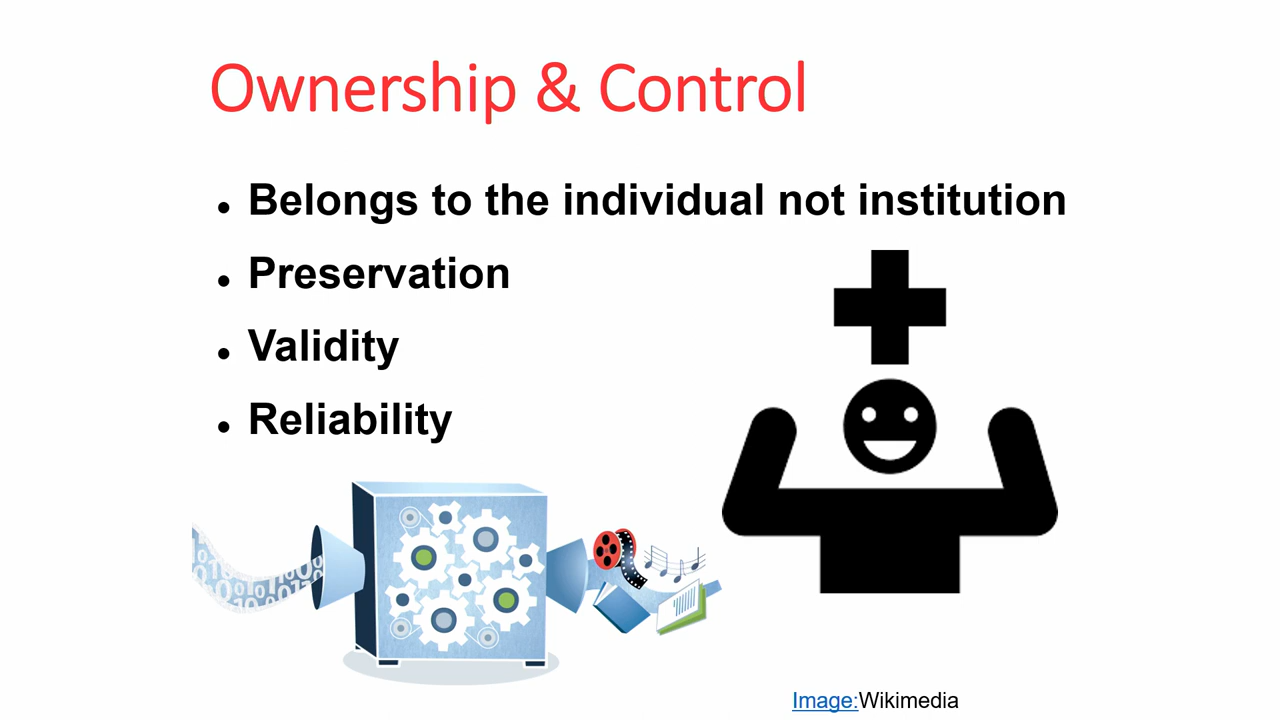 Ownership & Control
Belongs to the individual not institution
Preservation
Validity
Reliability
Image:Wikimedia